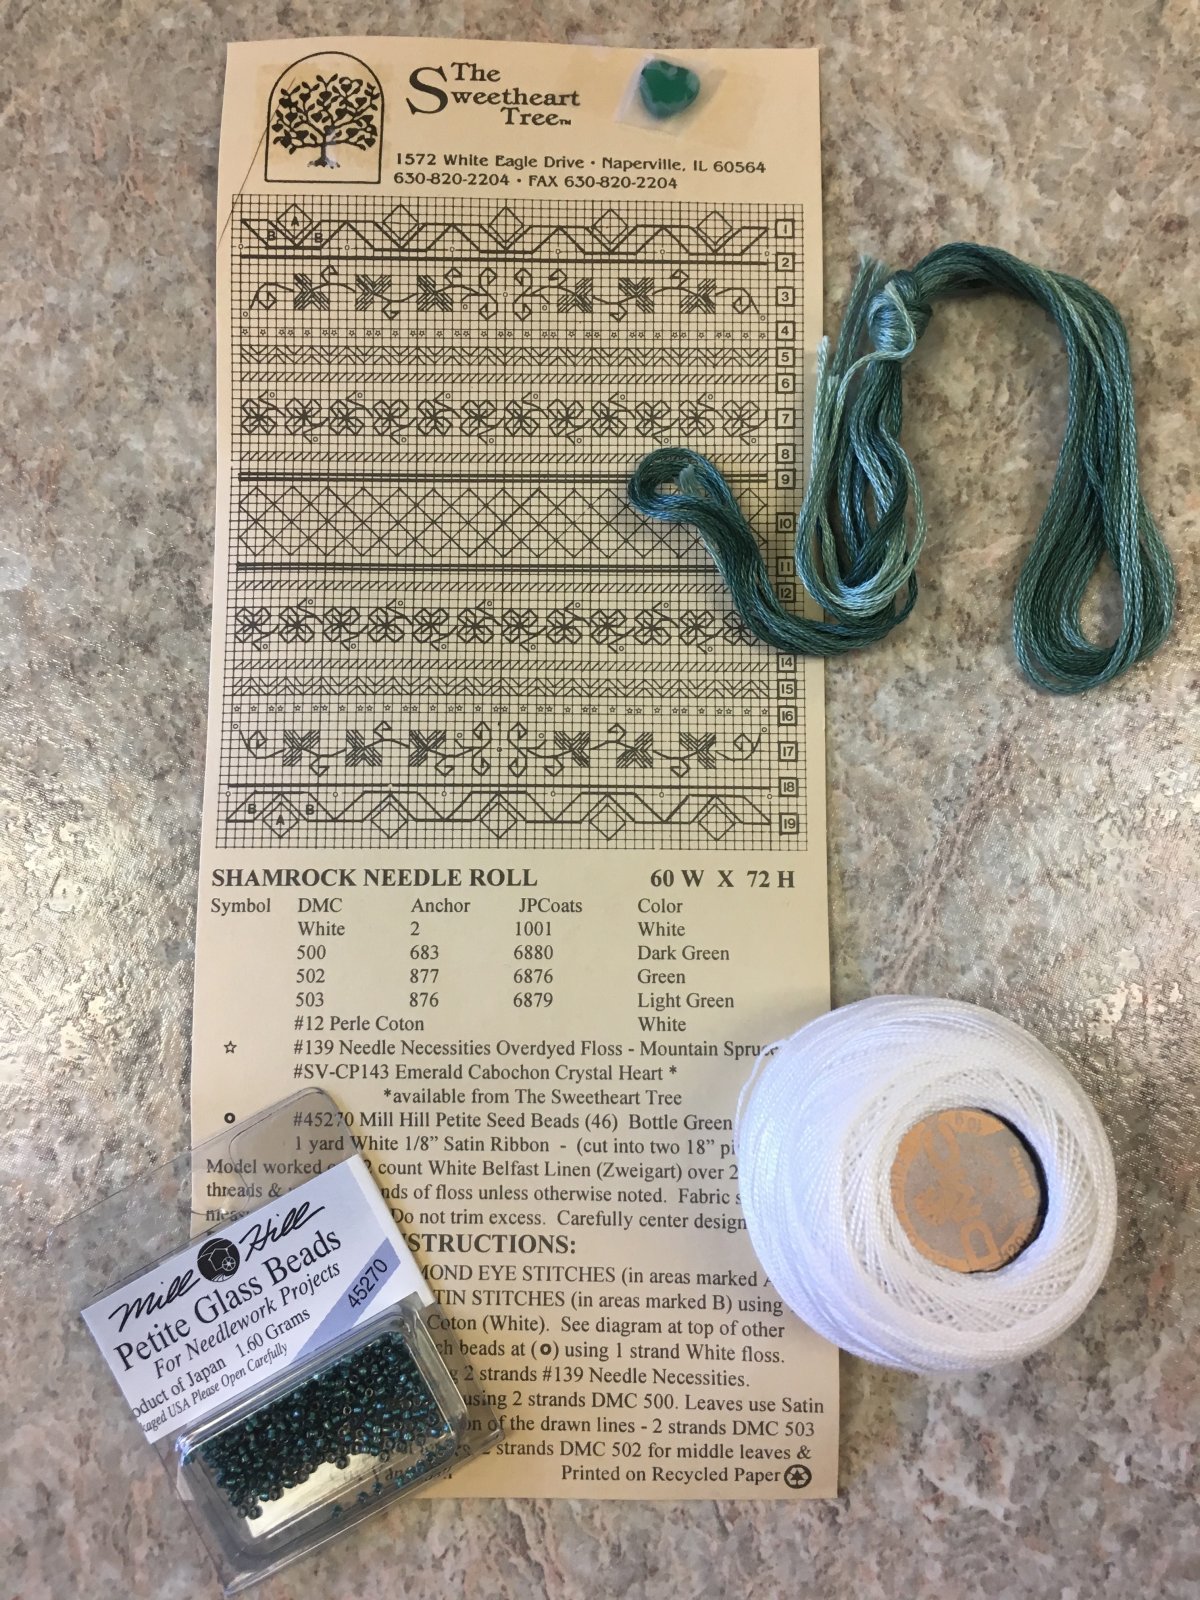 The
Sweetheart
Tree™
1572 White Eagle Drive • Naperville, IL 60564
630-820-2204 • FAX 630-820-2204
A
B B
1
2
3
4
5
6
7
8
9
10
11
12
14
15
16
17
18
B B
A
19
SHAMROCK NEEDLE ROLL 60 W X 72 H
Symbol DMC Anchor JPCoats Color
White 2 1001 White
500 683 6880 Dark Green
502 877 6876 Green
503 876 6879 Light Green
#12 Perle Coton White
☆ #139 Needle Necessities Overdyed Floss - Mountain Spruce
#SV-CP143 Emerald Cabochon Crystal Heart *
*available from The Sweetheart Tree
#45270 Mill Hill Petite Seed Beads (46) Bottle Green
1 yard White 1/8” Satin Ribbon - (cut into two 18”
Model worked 2 count White Belfast Linen (Zweigart) over 2
threads & of floss unless otherwise noted. Fabric
Do not trim excess. Carefully center design
STRUCTIONS:
MOND EYE STITCHES (in areas marked A
TIN STITCHES (in areas marked B) using
Coton (White). See diagram at top of other
ch beads at (o) using 1 strand White floss.
2 strands #139 Needle Necessities.
using 2 strands DMC 500. Leaves use Satin
on of the drawn lines - 2 strands DMC 503
2 strands DMC 502 for middle leaves &
Printed on Recycled Paper
Mill Hill
Petite Glass Beads
For Needlework Projects
45270
oduct of Japan 1.60 Grams
kaged USA Please Open Carefully